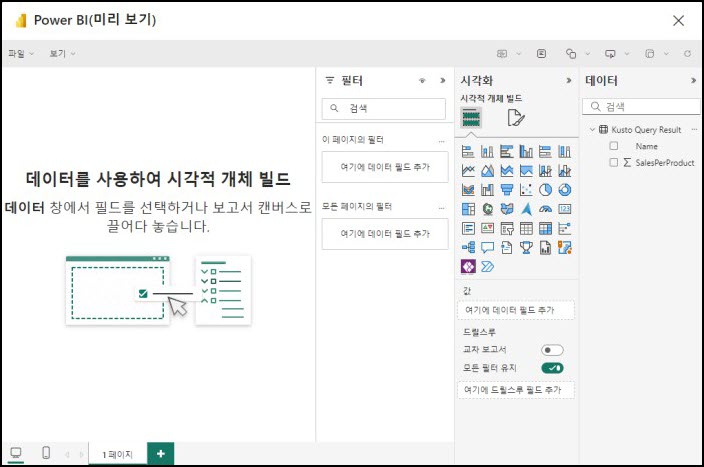 Power BI(미리 보기)
파일 보기
데이터를 사용하여 시각적 개체 빌드
데이터 창에서 필드를 선택하거나 보고서 캔버스로
끌어다 놓습니다.
1 페이지
필터
검색
이 페이지의 필터
여기에 데이터 필드 추가
모든 페이지의 필터
여기에 데이터 필드 추가
시각화
시각적 개체 빌드
123
값
여기에 데이터 필드 추가
드릴스루
교차 보고서
모든 필터 유지
여기에 드릴스루 필드 추가
데이터
검색
Kusto Query Result
Name
SalesPerProduct